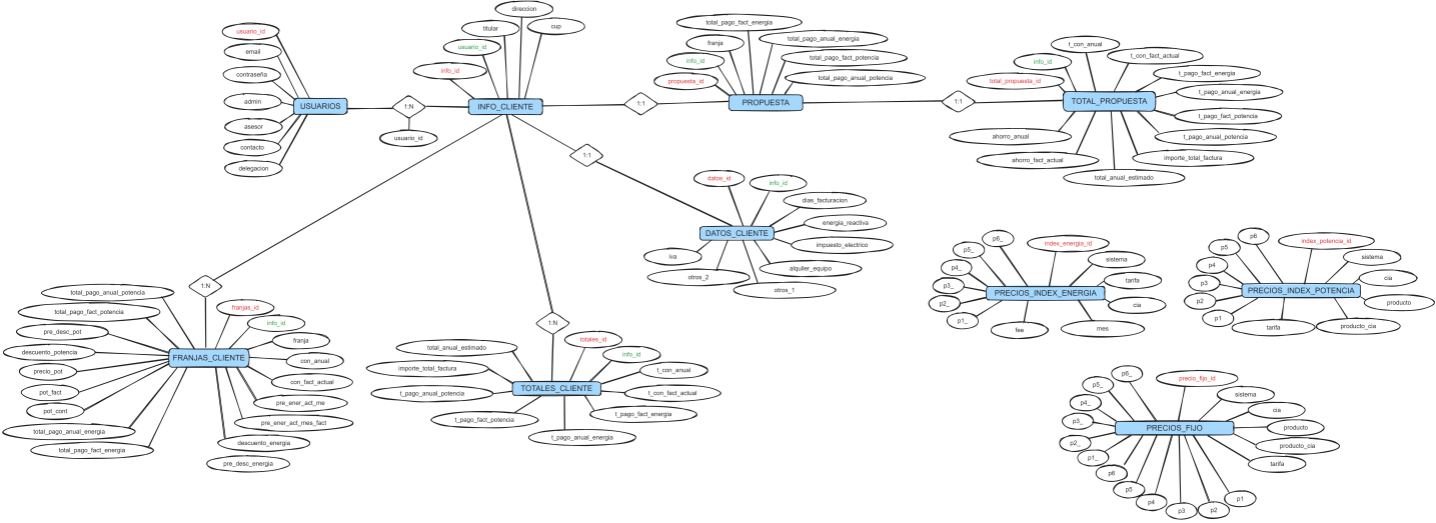 usuario_id
email
contraseña
admin
asesor
contacto
delegacion
USUARIOS
1:N
usuario_id
direccion
titular
cup
usuario_id
info_id
INFO_CLIENTE
1:1
total_pago_fact_energia
franja
total_pago_anual_energia
info_id
total_pago_fact_potencia
propuesta_id
total_pago_anual_potencia
PROPUESTA
1:1
t_con_anual
info_id
t_con_fact_actual
total_propuesta_id
t_pago_fact_energia
t_pago_anual_energia
TOTAL_PROPUESTA
t_pago_fact_potencia
ahorro_anual
t_pago_anual_potencia
ahorro_fact_actual
importe_total_factura
total_anual_estimado
1:1
datos_id
info_id
dias_facturacion
energia_reactiva
DATOS_CLIENTE
impuesto_electrico
iva
alquiler_equipo
otros_2
otros_1
1:N
total_pago_anual_potencia
franjas_id
total_pago_fact_potencia
info_id
pre_desc_pot
franja
descuento_potencia
FRANJAS_CLIENTE
con_anual
precio_pot
con_fact_actual
pot_fact
pre_ener_act_me
pot_cont
pre_ener_act_mes_fact
total_pago_anual_energia
descuento_energia
total_pago_fact_energia
pre_desc_energia
1:N
total_anual_estimado
totales_id
info_id
importe_total_factura
t_con_anual
TOTALES_CLIENTE
t_pago_anual_potencia
t_con_fact_actual
t_pago_fact_potencia
t_pago_fact_energia
t_pago_anual_energia
p6_
index_energia_id
p5_
sistema
p4_
tarifa
p3_
PRECIOS_INDEX_ENERGIA
p2_
cia
p1_
fee
mes
p6
index_potencia_id
p5
sistema
p4
cia
p3
PRECIOS_INDEX_POTENCIA
p2
producto
p1
tarifa
producto_cia
p6_
precio_fijo_id
p5_
sistema
p4_
cia
p3_
PRECIOS_FIJO
producto
p2_
producto_cia
p1_
tarifa
p6
p5
p4
p3
p2
p1